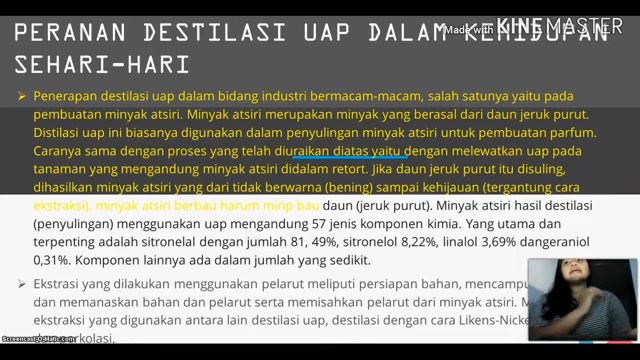 PERANAN DESTILASI UAP DALAM KEHIDUPAN
Made with KINEMASTER
SEHARI-HARI
Penerapan destilasi uap dalam bidang industri bermacam-macam, salah satunya yaitu pada
pembuatan minyak atsiri. Minyak atsiri merupakan minyak yang berasal dari daun jeruk purut.
Distilasi uap ini biasanya digunakan dalam penyulingan minyak atsiri untuk pembuatan parfum.
Caranya sama dengan proses yang telah diuraikan diatas yaitu dengan melewatkan uap pada
tanaman yang mengandung minyak atsiri didalam retort. Jika daun jeruk purut itu disuling,
dihasilkan minyak atsiri yang dari tidak berwarna (bening) sampai kehijauan (tergantung cara
ekstraksi), minyak atsiri berbau harum mirip bau daun (jeruk purut). Minyak atsiri hasil destilasi
(penyulingan) menggunakan uap mengandung 57 jenis komponen kimia. Yang utama dan
terpenting adalah sitronelal dengan jumlah 81, 49%, sitronelol 8,22%, linalol 3,69% dangeraniol
0,31%. Komponen lainnya ada dalam jumlah yang sedikit.
Ekstrasi yang dilakukan menggunakan pelarut meliputi persiapan bahan,
dan memanaskan bahan dan pelarut serta memisahkan pelarut dari minyak atsiri.
ekstraksi yang digunakan antara lain destilasi uap, destilasi dengan cara
Screencast-O-Matic.com